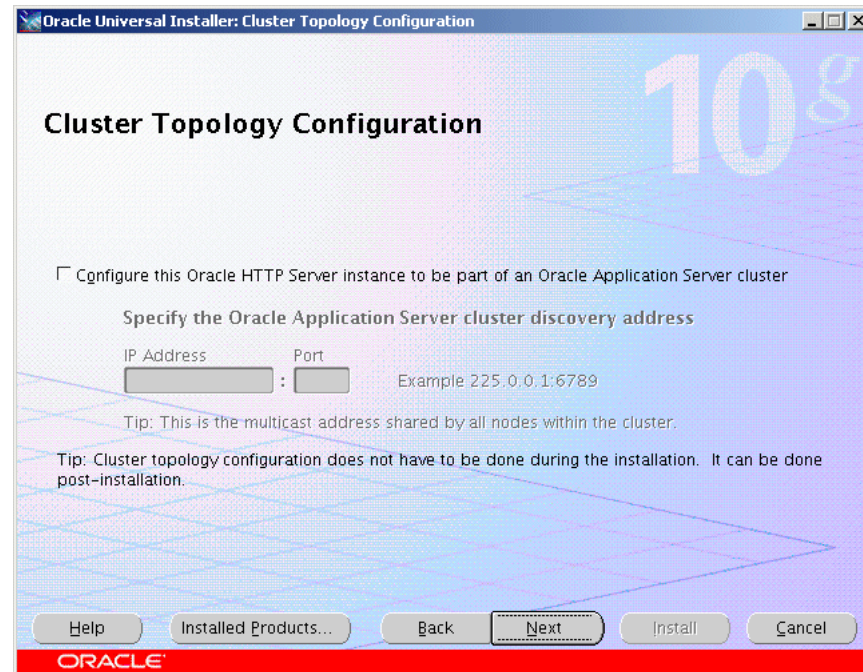 Oracle Universal Installer: Cluster Topology Configuration
10g
Cluster Topology Configuration
Configure this Oracle HTTP Server instance to be part of an Oracle Application Server cluster
Specify the Oracle Application Server cluster discovery address
IP Address Port
: Example 225.0.0.1:6789
Tip: This is the multicast address shared by all nodes within the cluster.
Tip: Cluster topology configuration does not have to be done during the installation. It can be done
post-installation.
Help Installed Products... Back Next Install Cancel
ORACLE